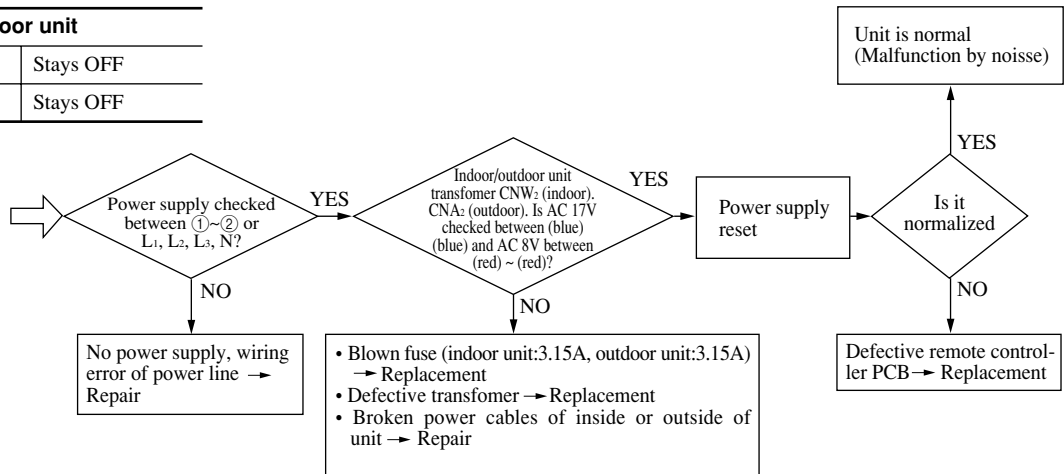 oor unit
Stays OFF
Stays OFF
Unit is normal
(Malfunction by noisse)
YES
Power supply checked
between ①~② or
L₁, L₂, L₃, N?
YES
Indoor/outdoor unit
transfomer CNW₂ (indoor).
CNA₂ (outdoor). Is AC 17V
checked between (blue)
(blue) and AC 8V between
(red) ~ (red)?
YES
Power supply
reset
Is it
normalized
NO
NO
NO
No power supply, wiring
error of power line →
Repair
• Blown fuse (indoor unit:3.15A, outdoor unit:3.15A)
→ Replacement
• Defective transfomer → Replacement
• Broken power cables of inside or outside of
unit → Repair
Defective remote control-
ler PCB → Replacement